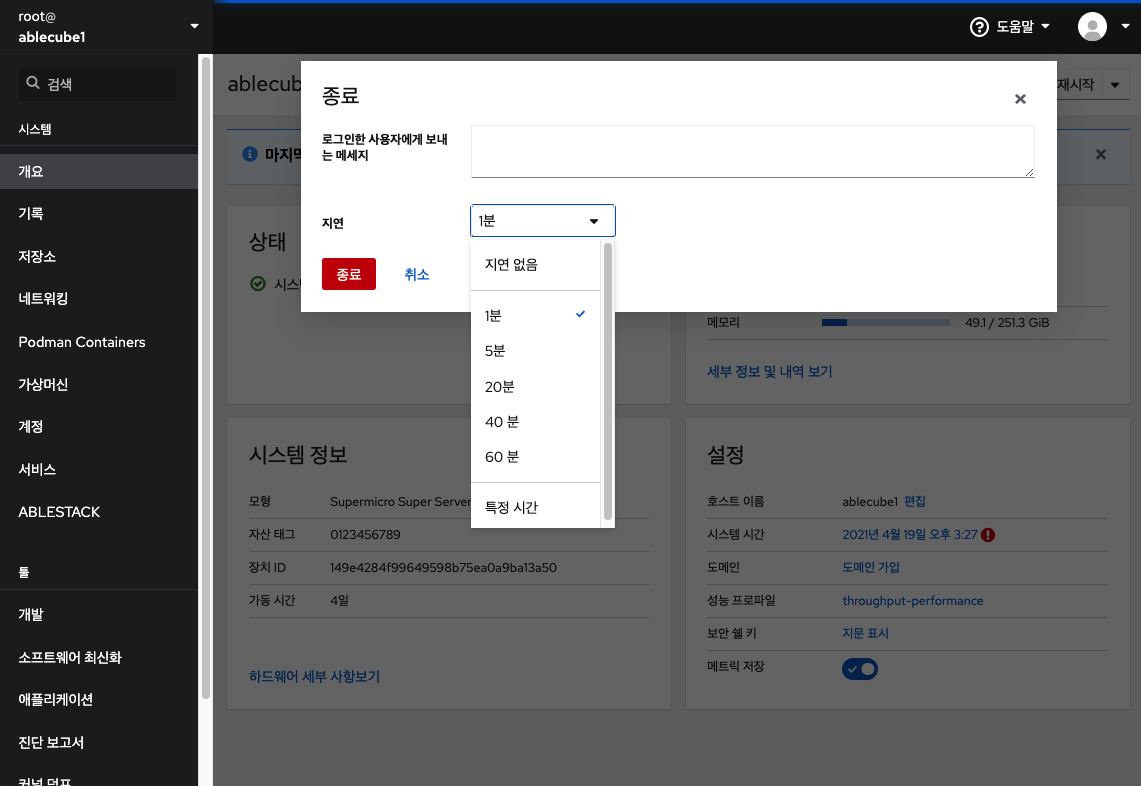 root@
ablecube1
도움말
검색
시스템
개요
기록
저장소
네트워킹
Podman Containers
가상머신
계정
서비스
ABLESTACK
툴
개발
소프트웨어 최신화
애플리케이션
진단 보고서
커널 덤프
ablecub
재시작
마지막
종료
로그인한 사용자에게 보내
는 메세지
지연
1분
종료
취소
지연 없음
1분
5분
20분
40 분
60 분
특정 시간
상태
시스
메모리
49.1 / 251.3 GiB
세부 정보 및 내역 보기
시스템 정보
모형
Supermicro Super Server
자산 태그
0123456789
장치 ID
149e4284f99649598b75ea0a9ba13a50
가동 시간
4일
하드웨어 세부 사항보기
설정
호스트 이름
ablecube1 편집
시스템 시간
2021년 4월 19일 오후 3:27
도메인
도메인 가입
성능 프로파일
throughput-performance
보안 쉘 키
지문 표시
메트릭 저장